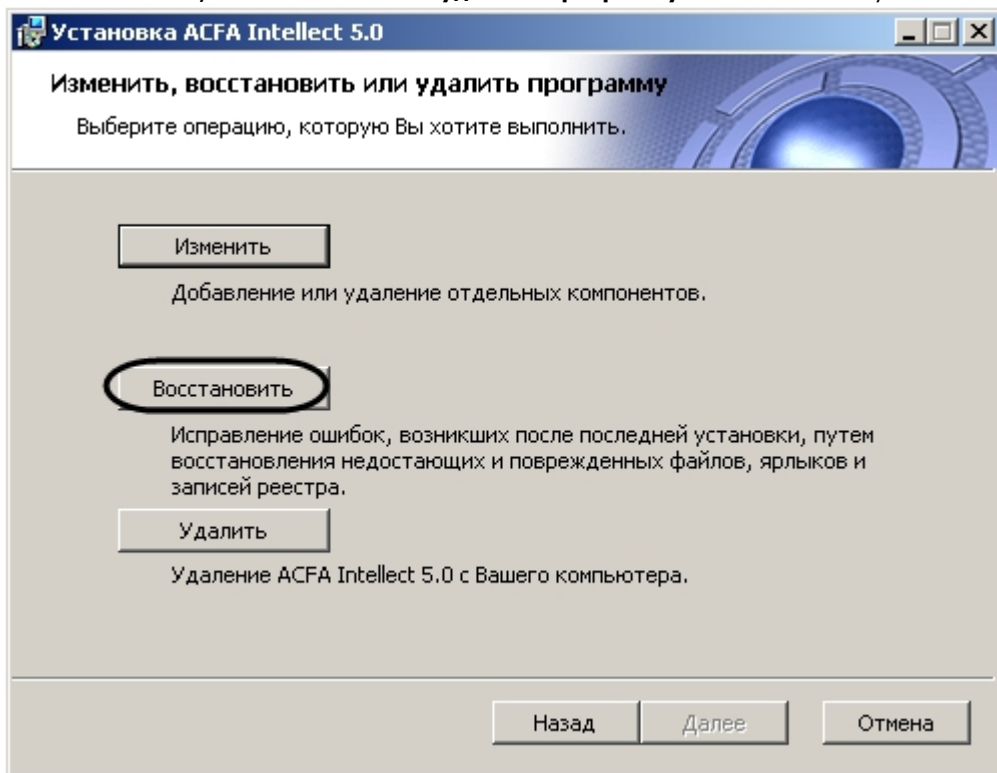 Установка ACFA Intellect 5.0
Изменить, восстановить или удалить программу
Выберите операцию, которую Вы хотите выполнить.
Изменить
Добавление или удаление отдельных компонентов.
Восстановить
Исправление ошибок, возникших после последней установки, путем
восстановления недостающих и поврежденных файлов, ярлыков и
записей реестра.
Удалить
Удаление ACFA Intellect 5.0 с Вашего компьютера.
Назад
Далее
Отмена